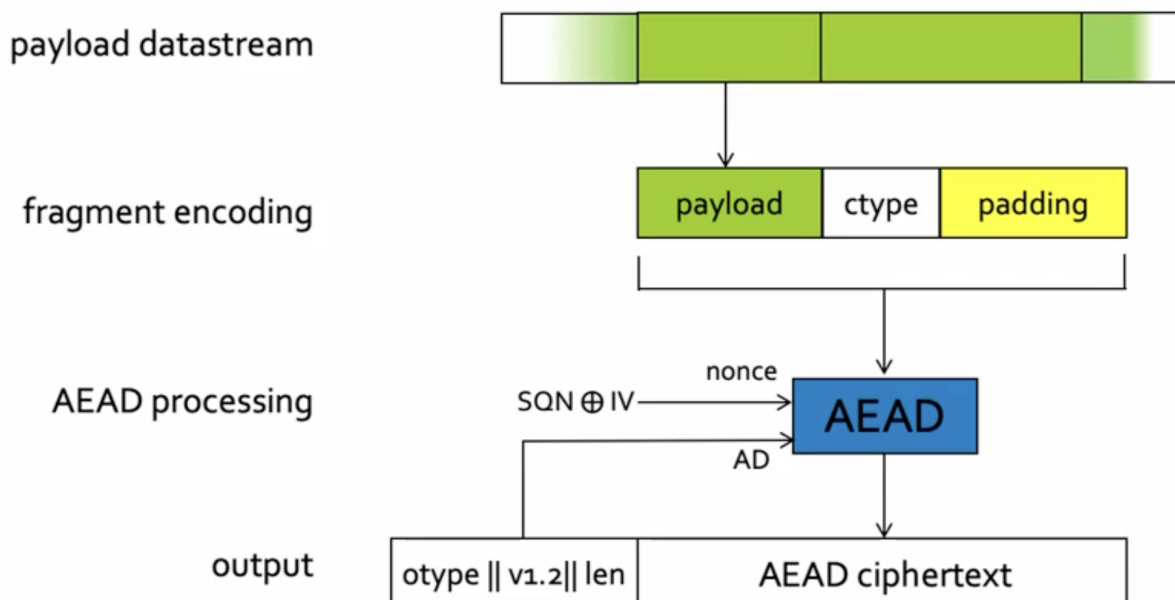 payload datastream
fragment encoding
payload
ctype
padding
AEAD processing
nonce
SQN ⊕ IV
AEAD
AD
output
otype || v1.2|| len
AEAD ciphertext